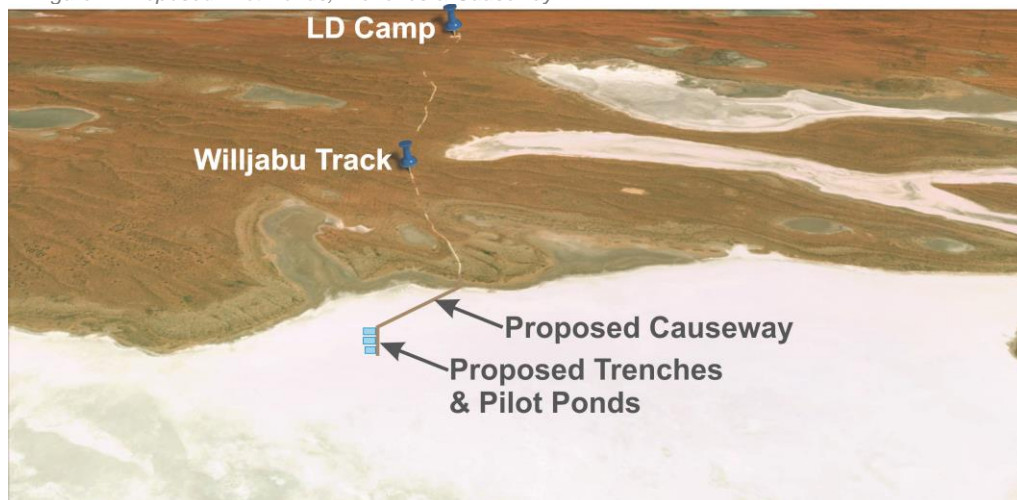 LD Camp
Willjabu Track
Proposed Causeway
Proposed Trenches
& Pilot Ponds